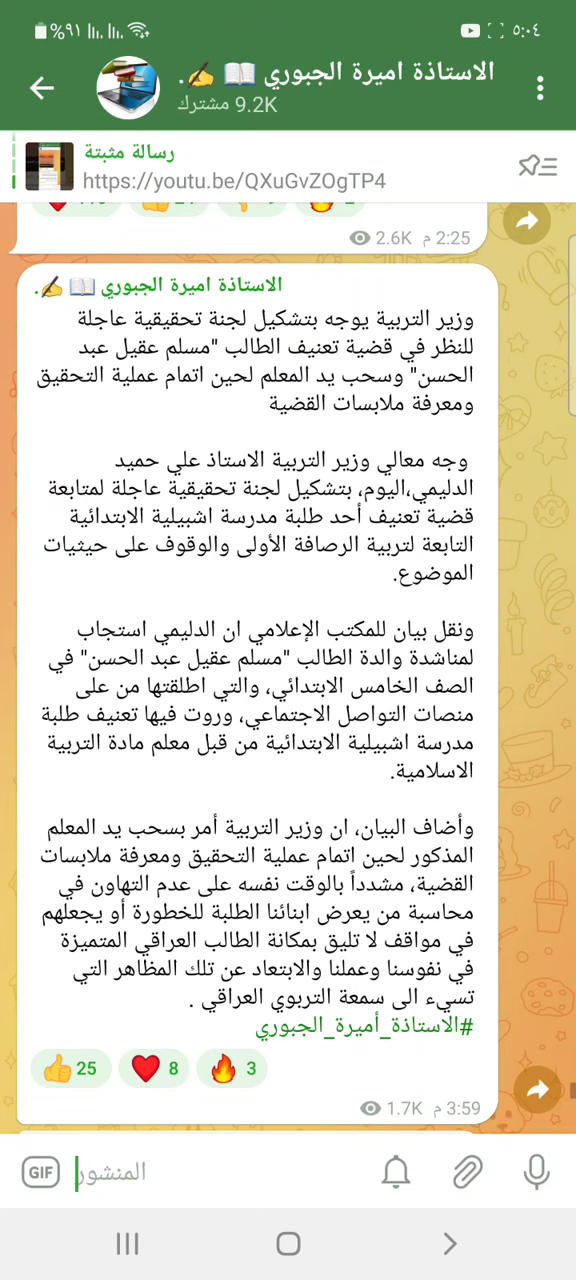 %٩١
٥:٠٤
الاستاذة اميرة الجبوري 📖 ✍️.
9.2K مشترك
رسالة مثبتة
https://youtu.be/QXuGvZOgTP4
2.6K 2:25 م
الاستاذة اميرة الجبوري 📖 ✍️.
وزير التربية يوجه بتشكيل لجنة تحقيقية عاجلة
للنظر في قضية تعنيف الطالب "مسلم عقيل عبد
الحسن" وسحب يد المعلم لحين اتمام عملية التحقيق
ومعرفة ملابسات القضية
وجه معالي وزير التربية الاستاذ علي حميد
الدليمي،اليوم، بتشكيل لجنة تحقيقية عاجلة لمتابعة
قضية تعنيف أحد طلبة مدرسة اشبيلية الابتدائية
التابعة لتربية الرصافة الأولى والوقوف على حيثيات
الموضوع.
ونقل بيان للمكتب الإعلامي ان الدليمي استجاب
لمناشدة والدة الطالب "مسلم عقيل عبد الحسن" في
الصف الخامس الابتدائي، والتي اطلقتها من على
منصات التواصل الاجتماعي، وروت فيها تعنيف طلبة
مدرسة اشبيلية الابتدائية من قبل معلم مادة التربية
الاسلامية.
وأضاف البيان، ان وزير التربية أمر بسحب يد المعلم
المذكور لحين اتمام عملية التحقيق ومعرفة ملابسات
القضية، مشدداً بالوقت نفسه على عدم التهاون في
محاسبة من يعرض ابنائنا الطلبة للخطورة أو يجعلهم
في مواقف لا تليق بمكانة الطالب العراقي المتميزة
في نفوسنا وعملنا والابتعاد عن تلك المظاهر التي
تسيء الى سمعة التربوي العراقي .
#الاستاذة_أميرة_الجبوري
👍 25 ❤️ 8 🔥 3
1.7K 3:59 م
GIF
المنشور